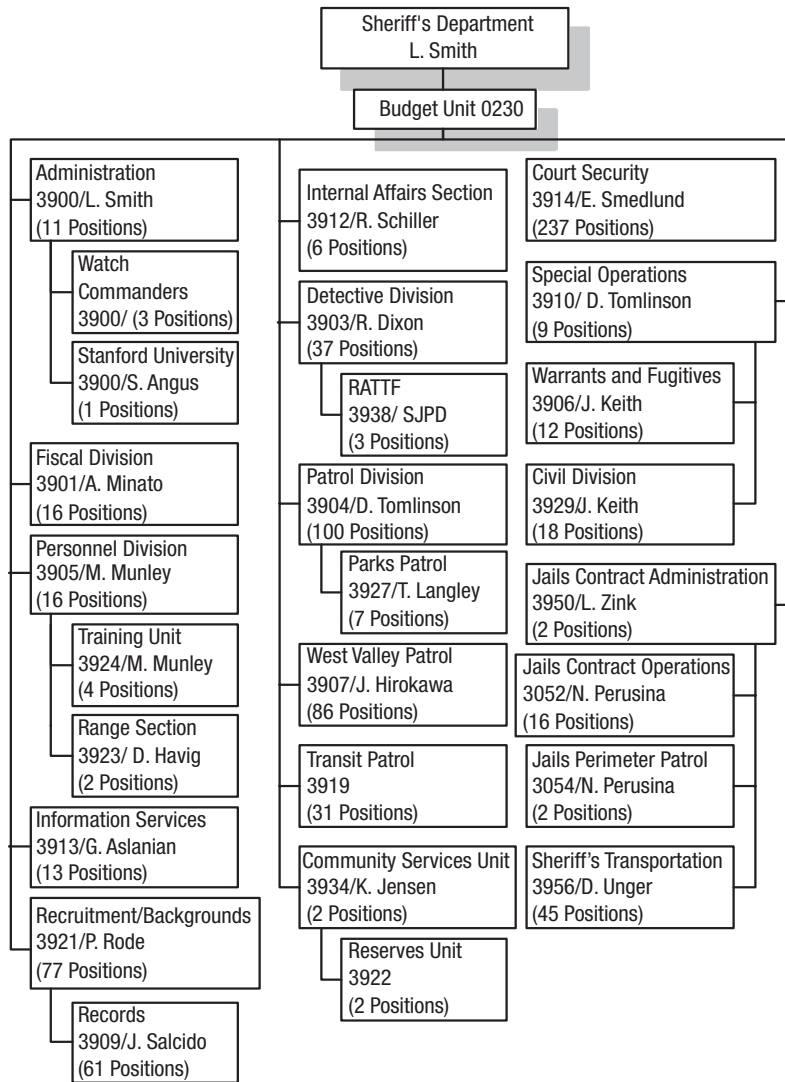 Sheriff's Department
L. Smith
Budget Unit 0230
Administration
3900/L. Smith
(11 Positions)
Watch
Commanders
3900/ (3 Positions)
Stanford University
3900/S. Angus
(1 Positions)
Fiscal Division
3901/A. Minato
(16 Positions)
Personnel Division
3905/M. Munley
(16 Positions)
Training Unit
3924/M. Munley
(4 Positions)
Range Section
3923/ D. Havig
(2 Positions)
Information Services
3913/G. Aslanian
(13 Positions)
Recruitment/Backgrounds
3921/P. Rode
(77 Positions)
Records
3909/J. Salcido
(61 Positions)
Internal Affairs Section
3912/R. Schiller
(6 Positions)
Detective Division
3903/R. Dixon
(37 Positions)
RATTF
3938/ SJPD
(3 Positions)
Patrol Division
3904/D. Tomlinson
(100 Positions)
Parks Patrol
3927/T. Langley
(7 Positions)
West Valley Patrol
3907/J. Hirokawa
(86 Positions)
Transit Patrol
3919
(31 Positions)
Community Services Unit
3934/K. Jensen
(2 Positions)
Reserves Unit
3922
(2 Positions)
Court Security
3914/E. Smedlund
(237 Positions)
Special Operations
3910/ D. Tomlinson
(9 Positions)
Warrants and Fugitives
3906/J. Keith
(12 Positions)
Civil Division
3929/J. Keith
(18 Positions)
Jails Contract Administration
3950/L. Zink
(2 Positions)
Jails Contract Operations
3052/N. Perusina
(16 Positions)
Jails Perimeter Patrol
3054/N. Perusina
(2 Positions)
Sheriff’s Transportation
3956/D. Unger
(45 Positions)